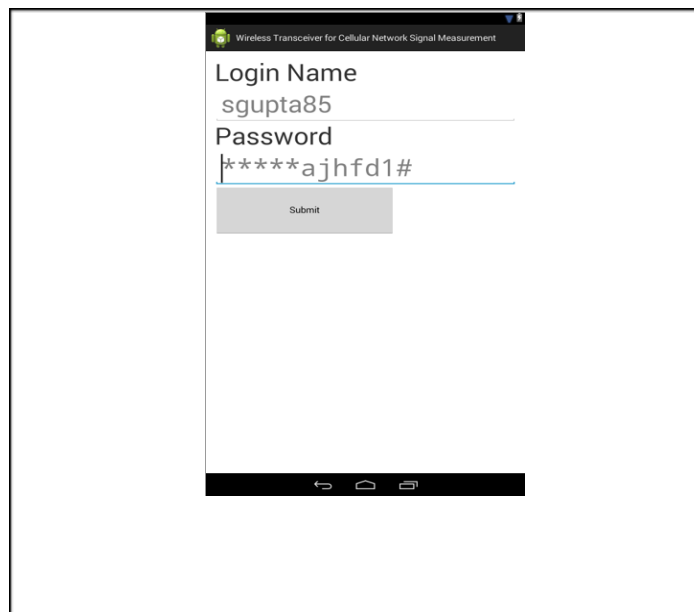 Wireless Transceiver for Cellular Network Signal Measurement
Login Name
sgupta85
Password
*****ajhfd1#
Submit